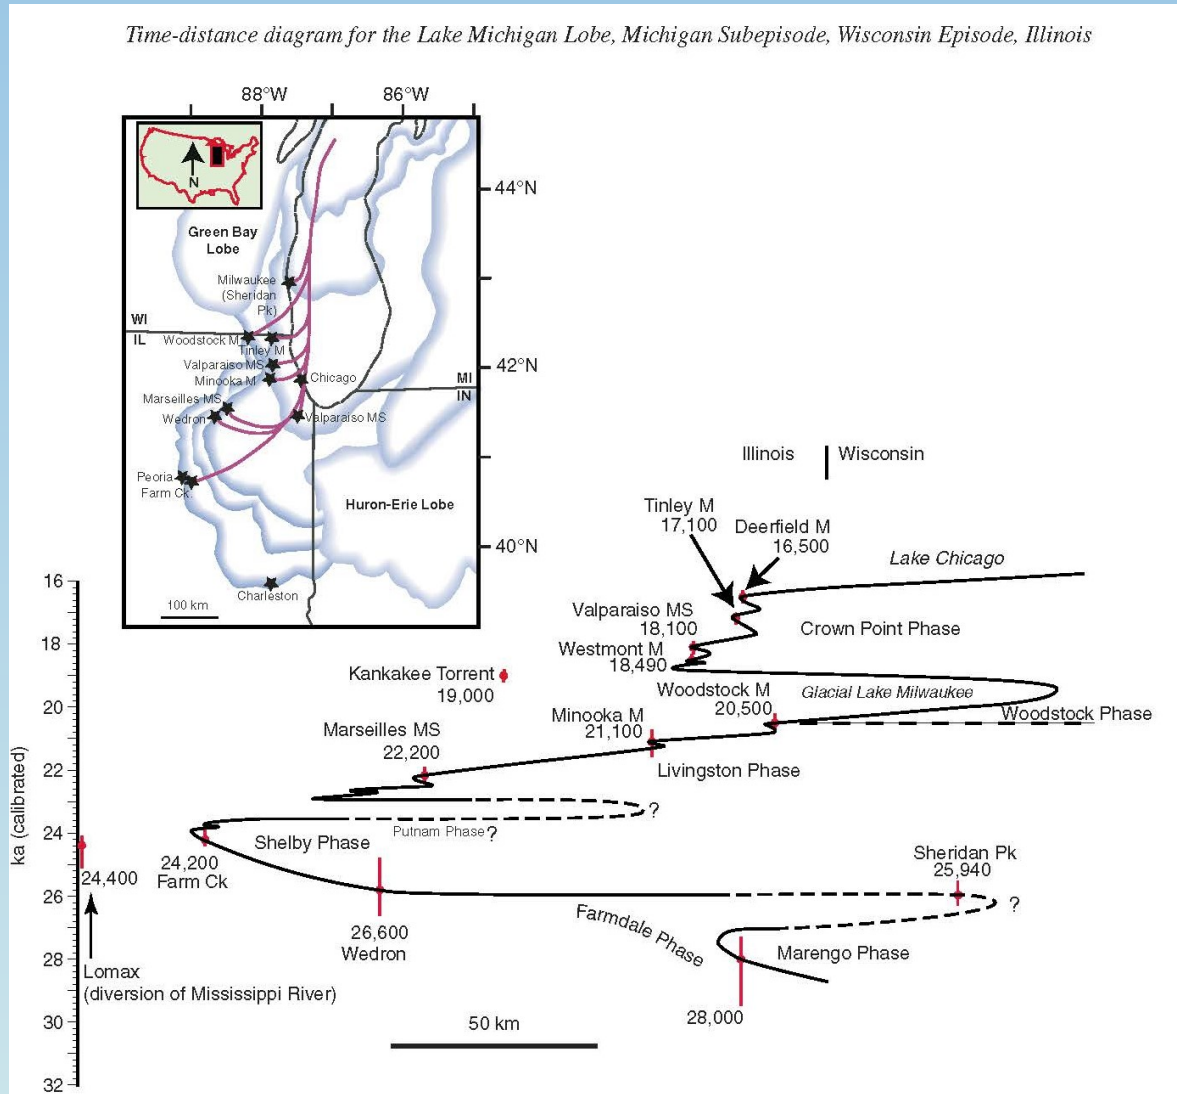 Time-distance diagram for the Lake Michigan Lobe, Michigan Subepisode, Wisconsin Episode, Illinois
88°W
86°W
N
44°N
Green Bay
Lobe
Milwaukee
(Sheridan
Pk)
WI
IL
Woodstock M
Tinley M
Valparaiso MS
42°N
Minooka M
Chicago
MI
IN
Marseilles MS
Wedron
Valparaiso MS
Peoria
Farm Ck.
Huron-Erie Lobe
40°N
Charleston
100 km
Illinois
Wisconsin
Tinley M
17,100
Deerfield M
16,500
Lake Chicago
Valparaiso MS
18,100
Crown Point Phase
Westmont M
18,490
Kankakee Torrent
19,000
Woodstock M
20,500
Glacial Lake Milwaukee
Woodstock Phase
Minooka M
21,100
Marseilles MS
22,200
Livingston Phase
?
Putnam Phase?
Shelby Phase
24,200
Farm Ck
24,400
Sheridan Pk
25,940
?
26,600
Wedron
Farmdale Phase
Marengo Phase
28,000
Lomax
(diversion of Mississippi River)
50 km
ka (calibrated)
16
18
20
22
24
26
28
30
32